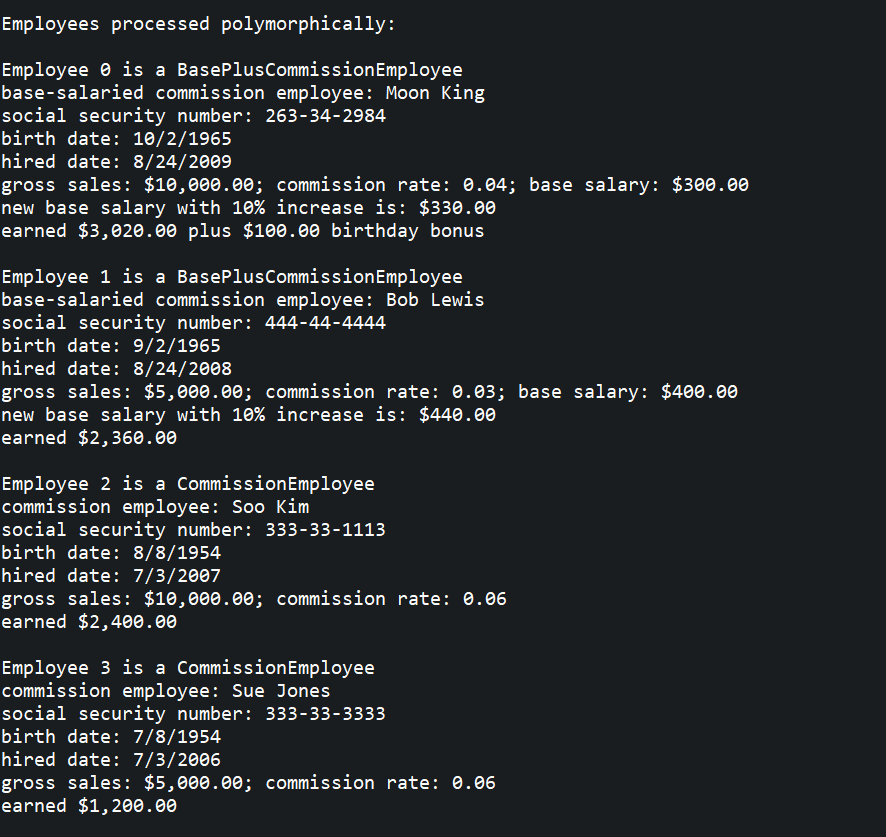 Employees processed polymorphically:

Employee 0 is a BasePlusCommissionEmployee
base-salaried commission employee: Moon King
social security number: 263-34-2984
birth date: 10/2/1965
hired date: 8/24/2009
gross sales: $10,000.00; commission rate: 0.04; base salary: $300.00
new base salary with 10% increase is: $330.00
earned $3,020.00 plus $100.00 birthday bonus

Employee 1 is a BasePlusCommissionEmployee
base-salaried commission employee: Bob Lewis
social security number: 444-44-4444
birth date: 9/2/1965
hired date: 8/24/2008
gross sales: $5,000.00; commission rate: 0.03; base salary: $400.00
new base salary with 10% increase is: $440.00
earned $2,360.00

Employee 2 is a CommissionEmployee
commission employee: Soo Kim
social security number: 333-33-1113
birth date: 8/8/1954
hired date: 7/3/2007
gross sales: $10,000.00; commission rate: 0.06
earned $2,400.00

Employee 3 is a CommissionEmployee
commission employee: Sue Jones
social security number: 333-33-3333
birth date: 7/8/1954
hired date: 7/3/2006
gross sales: $5,000.00; commission rate: 0.06
earned $1,200.00